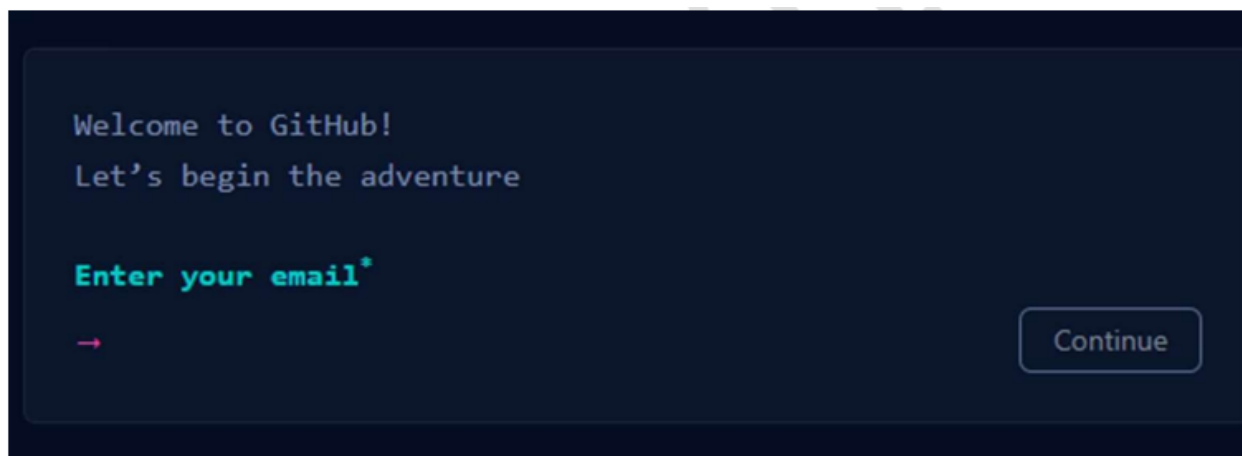 Welcome to GitHub!
Let’s begin the adventure
Enter your email*
→
Continue